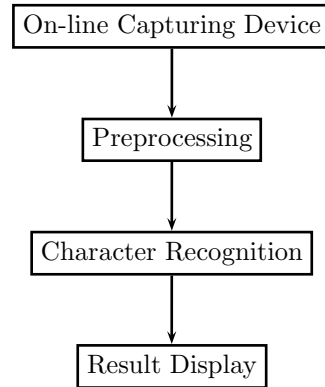 On-line Capturing Device
Preprocessing
Character Recognition
Result Display